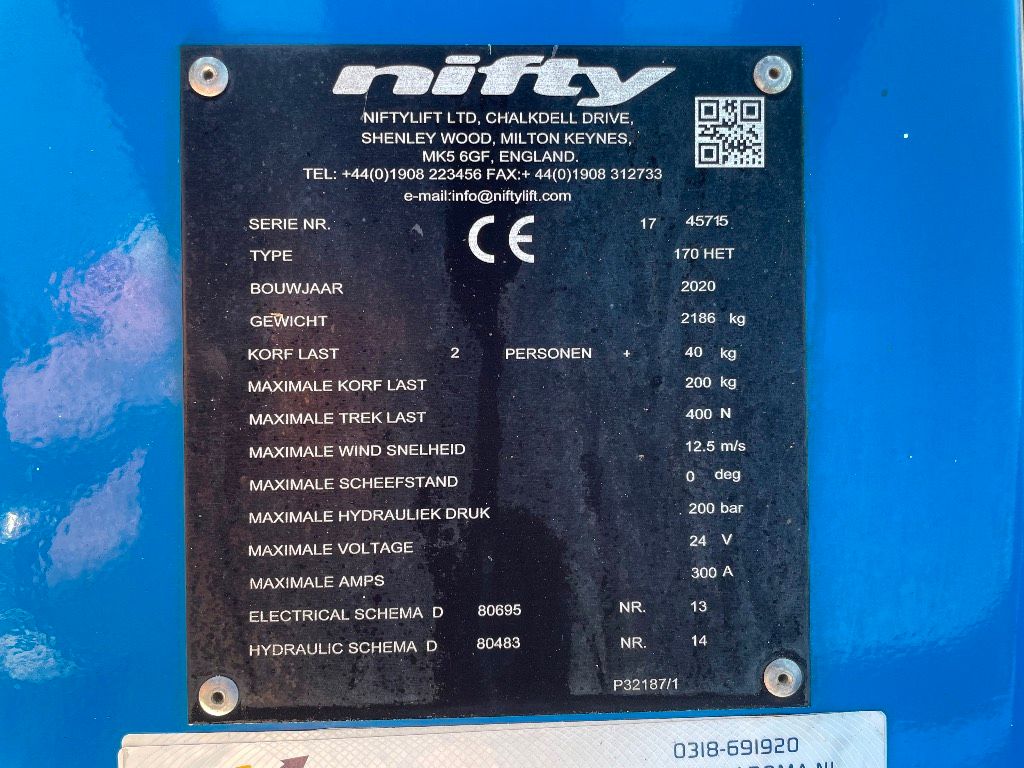 nifty
NIFTYLIFT LTD, CHALKDELL DRIVE,
SHENLEY WOOD, MILTON KEYNES,
MK5 6GF, ENGLAND.
TEL: +44(0)1908 223456 FAX:+ 44(0)1908 312733
e-mail:info@niftylift.com
SERIE NR. CE 17 45715
TYPE 170 HET
BOUWJAAR 2020
GEWICHT 2186 kg
KORF LAST 2 PERSONEN + 40 kg
MAXIMALE KORF LAST 200 kg
MAXIMALE TREK LAST 400 N
MAXIMALE WIND SNELHEID 12.5 m/s
MAXIMALE SCHEEFSTAND 0 deg
MAXIMALE HYDRAULIEK DRUK 200 bar
MAXIMALE VOLTAGE 24 V
MAXIMALE AMPS 300 A
ELECTRICAL SCHEMA D 80695 NR. 13
HYDRAULIC SCHEMA D 80483 NR. 14
P32187/1
0318-691920